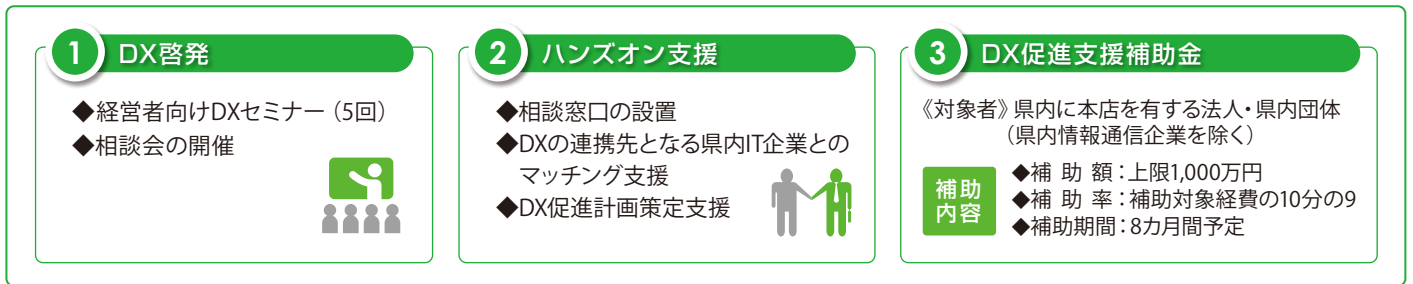 1 DX啓発
◆経営者向けDXセミナー（5回）
◆相談会の開催
2 ハンズオン支援
◆相談窓口の設置
◆DXの連携先となる県内IT企業との
マッチング支援
◆DX促進計画策定支援
3 DX促進支援補助金
《対象者》県内に本店を有する法人・県内団体
（県内情報通信企業を除く）
補助
内容
◆補助額：上限1,000万円
◆補助率：補助対象経費の10分の9
◆補助期間：8カ月間予定